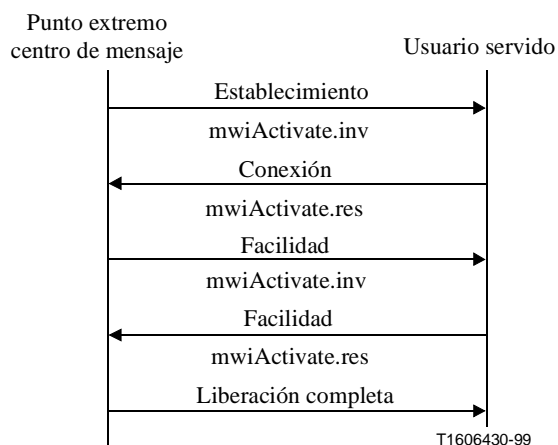 Punto extremo
centro de mensaje
Usuario servido
Establecimiento
mwiActivate.inv
Conexión
mwiActivate.res
Facilidad
mwiActivate.inv
Facilidad
mwiActivate.res
Liberación completa
T1606430-99